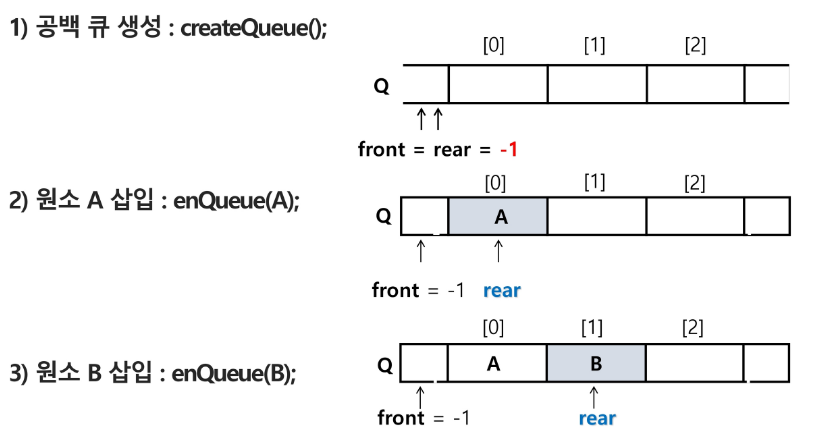 1) 공백 큐 생성 : createQueue();
[0] [1] [2]
Q
front = rear = -1
2) 원소 A 삽입 : enQueue(A);
[0] [1] [2]
Q A
front = -1 rear
3) 원소 B 삽입 : enQueue(B);
[0] [1] [2]
Q A B
front = -1 rear